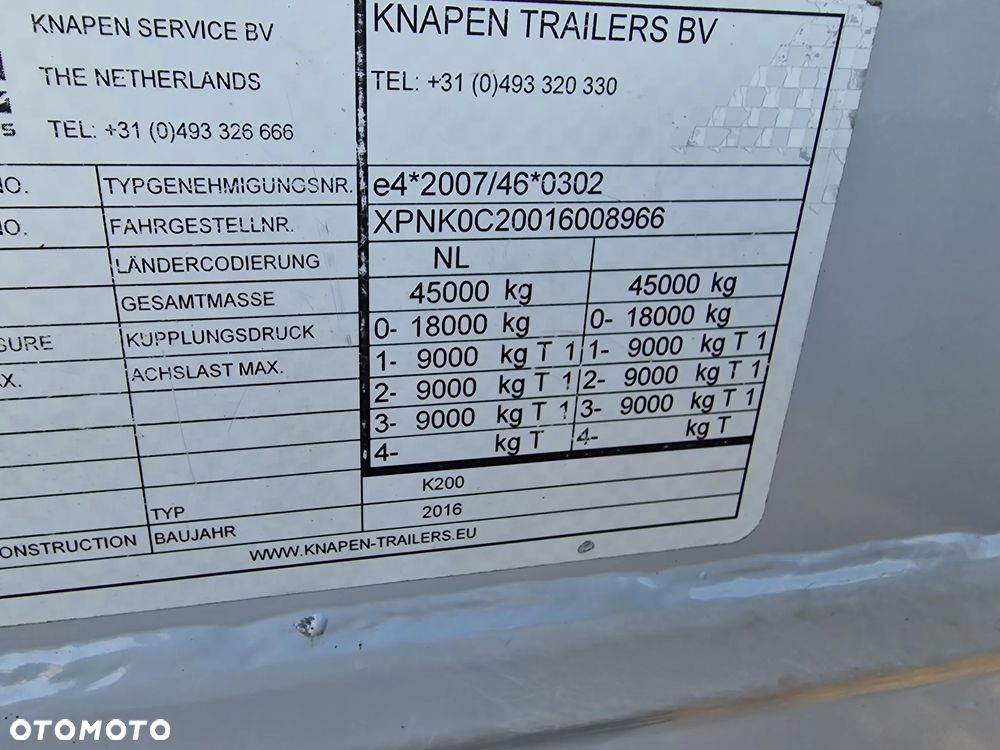 KNAPEN SERVICE BV
THE NETHERLANDS
TEL: +31 (0)493 326 666
KNAPEN TRAILERS BV
TEL: +31 (0)493 320 330
NO. TYPGENEHMIGUNGSNR. e4*2007/46*0302
NO. FAHRGESTELLNR. XPNK0C20016008966
LÄNDERCODIERUNG NL
GESAMTMASSE 45000 kg 45000 kg
SURE KUPPLUNGSDRUCK 0- 18000 kg 0- 18000 kg
X. ACHSLAST MAX. 1- 9000 kg T 1 1- 9000 kg T 1
2- 9000 kg T 1 2- 9000 kg T 1
3- 9000 kg T 1 3- 9000 kg T 1
4- kg T 4- kg T
TYP K200
ONSTRUCTION BAUJAHR 2016
WWW.KNAPEN-TRAILERS.EU
OTOMOTO